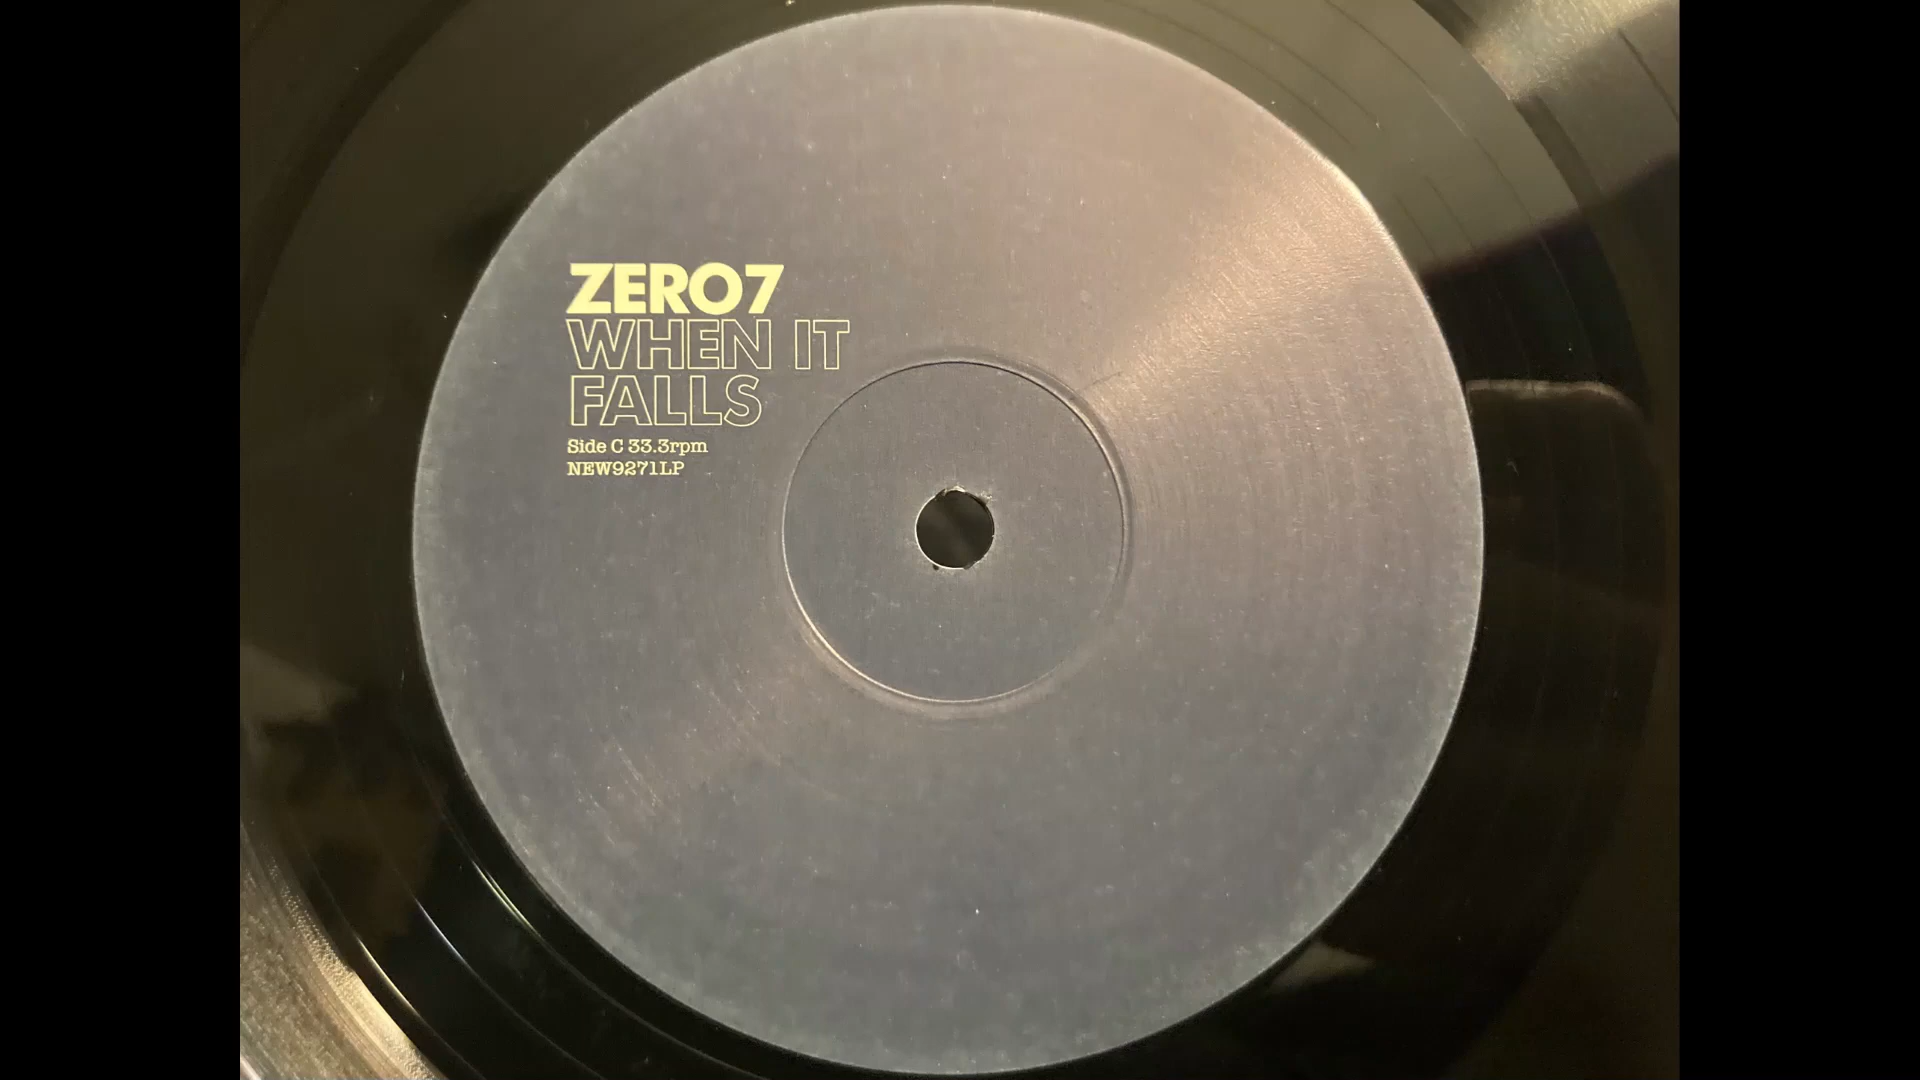 ZERO7
WHEN IT
FALLS
Side C 33.3rpm
NEW9271LP